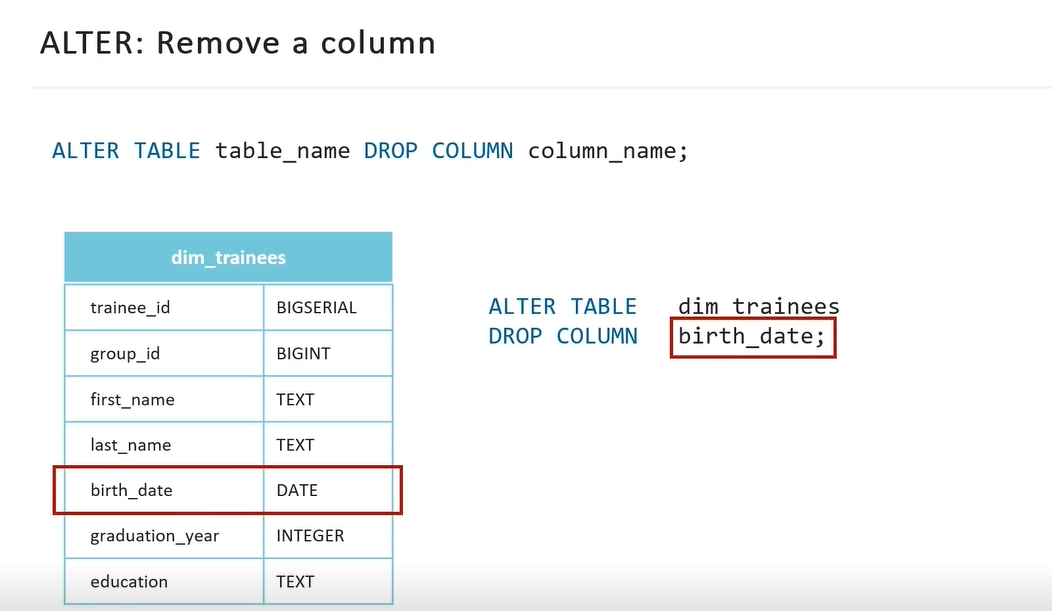 ALTER: Remove a column
ALTER TABLE table_name DROP COLUMN column_name;
dim_trainees
trainee_id BIGSERIAL
group_id BIGINT
first_name TEXT
last_name TEXT
birth_date DATE
graduation_year INTEGER
education TEXT
ALTER TABLE dim_trainees
DROP COLUMN birth_date;